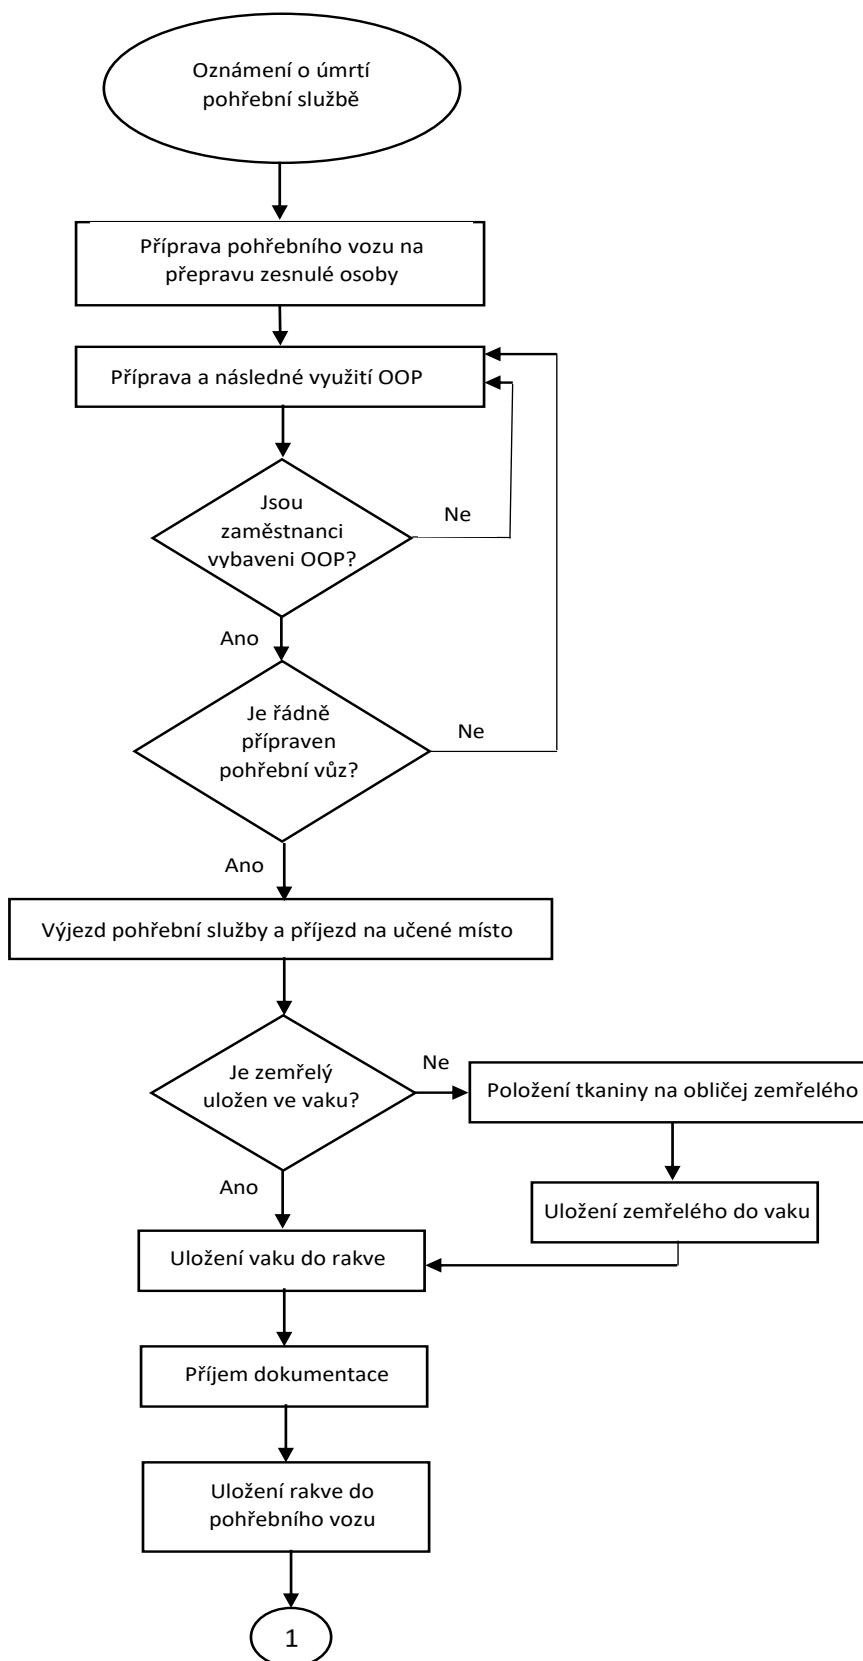 Oznámení o úmrtí
pohřební službě
Příprava pohřebního vozu na
přepravu zesnulé osoby
Příprava a následné využití OOP
Jsou
zaměstnanci
vybaveni OOP?
Ne
Ano
Je řádně
přípraven
pohřební vůz?
Ne
Ano
Výjezd pohřební služby a příjezd na učené místo
Je zemřelý
uložen ve vaku?
Ne
Položení tkaniny na obličej zemřelého
Ano
Uložení zemřelého do vaku
Uložení vaku do rakve
Příjem dokumentace
Uložení rakve do
pohřebního vozu
1